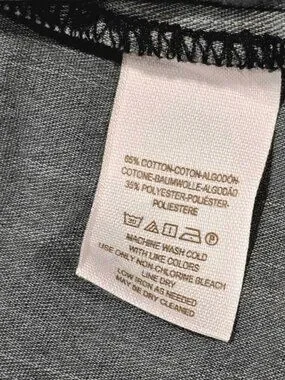 65% COTTON-COTON-ALGODÓN-
COTONE-BAUMWOLLE-ALGODÃO
35% POLYESTER-POLIÉSTER-
POLIESTERE
P
MACHINE WASH COLD
WITH LIKE COLORS
USE ONLY NON-CHLORINE BLEACH
LINE DRY
LOW IRON AS NEEDED
MAY BE DRY CLEANED